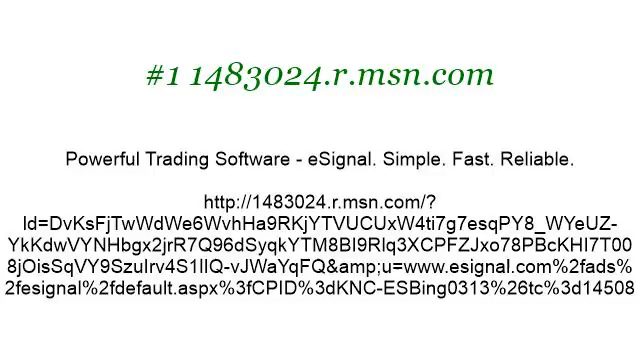 #1 1483024.r.msn.com
Powerful Trading Software - eSignal. Simple. Fast. Reliable.
http://1483024.r.msn.com/?
ld=DvKsFjTwWdWe6WvhHa9RKjYTVUCUxW4ti7g7esqPY8_WYeUZ-
YkKdwVYNHbgx2jrR7Q96dSyqkYTM8BI9Rlq3XCPFZJxo78PBcKHI7T00
8jOisSqVY9SzuIrv4S1lIQ-vJWaYqFQ&amp;u=www.esignal.com%2fads%
2fesignal%2fdefault.aspx%3fCPID%3dKNC-ESBing0313%26tc%3d14508